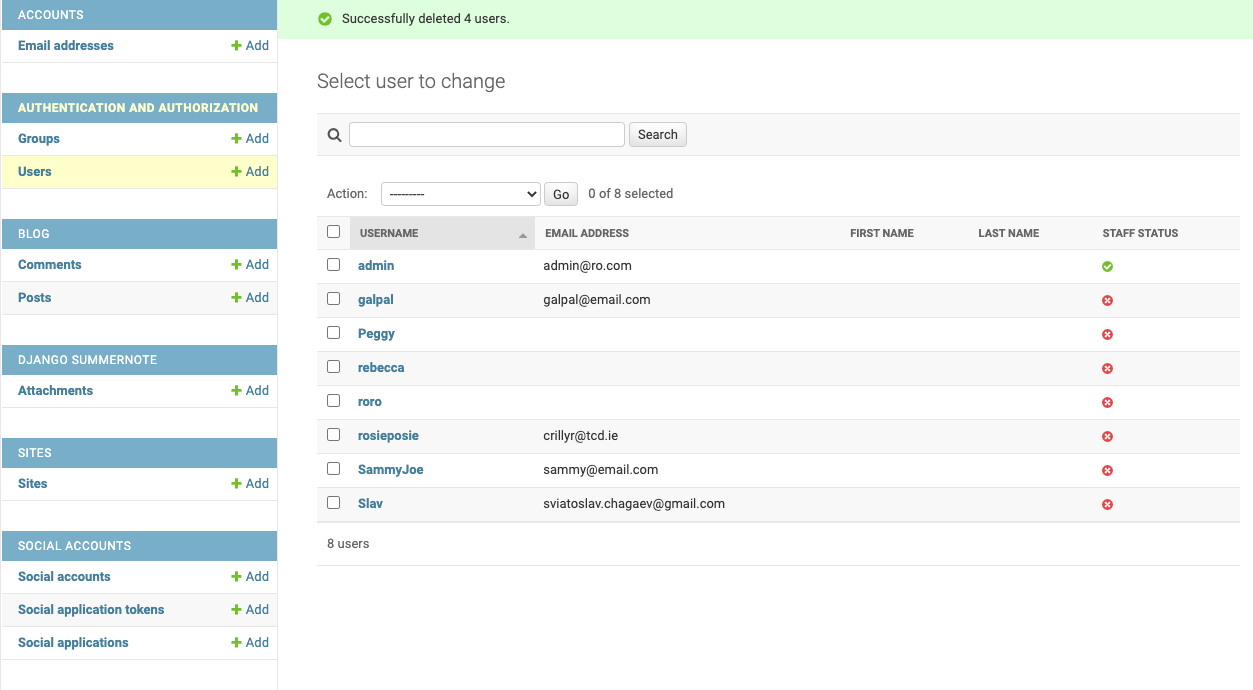 ACCOUNTS
Email addresses Add
AUTHENTICATION AND AUTHORIZATION
Groups Add
Users Add
BLOG
Comments Add
Posts Add
DJANGO SUMMERNOTE
Attachments Add
SITES
Sites Add
SOCIAL ACCOUNTS
Social accounts Add
Social application tokens Add
Social applications Add
Successfully deleted 4 users.
Select user to change
Search
Action: --------- Go 0 of 8 selected
USERNAME EMAIL ADDRESS FIRST NAME LAST NAME STAFF STATUS
admin admin@ro.com
galpal galpal@email.com
Peggy
rebecca
roro
rosieposie crillyr@tcd.ie
SammyJoe sammy@email.com
Slav sviatoslav.chagaev@gmail.com
8 users